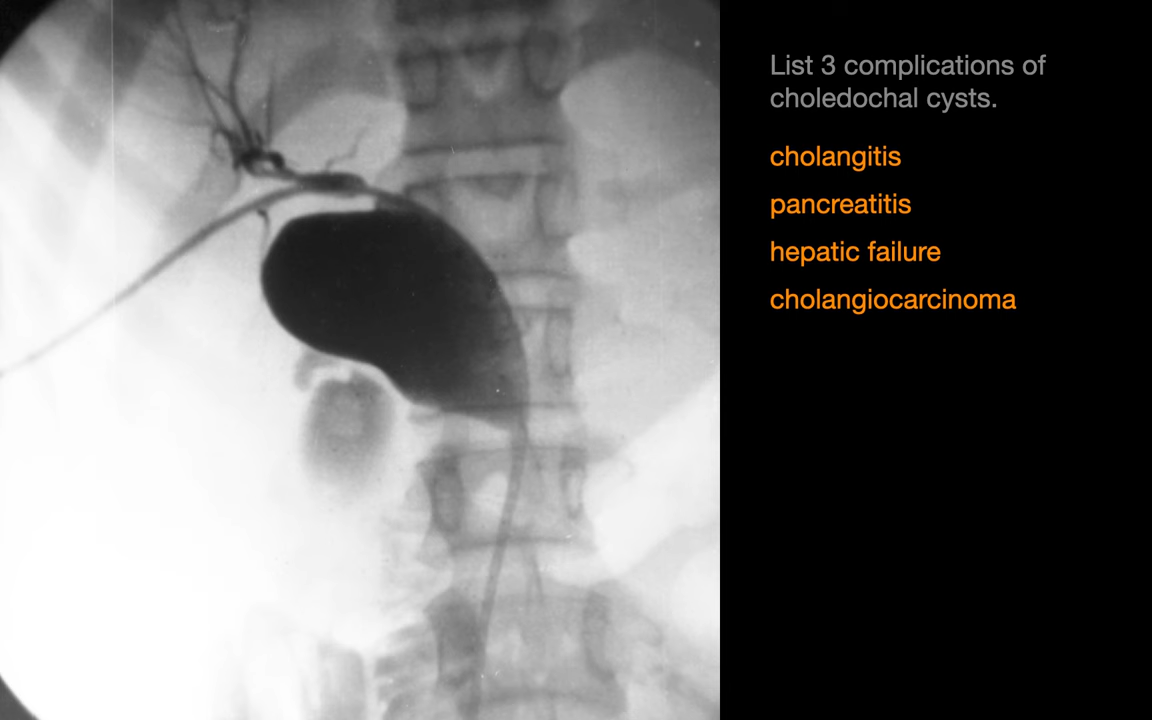 List 3 complications of
choledochal cysts.
cholangitis
pancreatitis
hepatic failure
cholangiocarcinoma